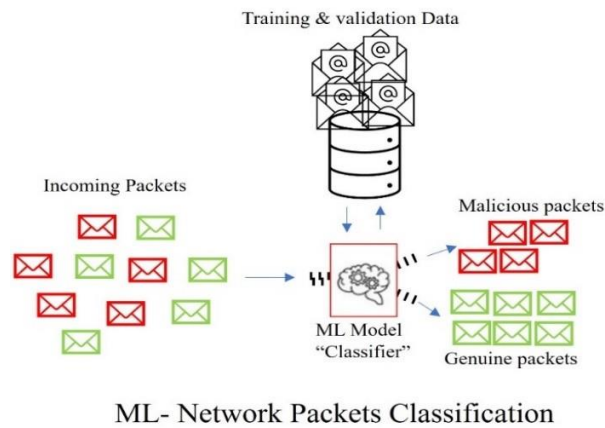 Training & validation Data
@
@
@
@
Incoming Packets
Malicious packets
ML Model
“Classifier”
Genuine packets
ML- Network Packets Classification